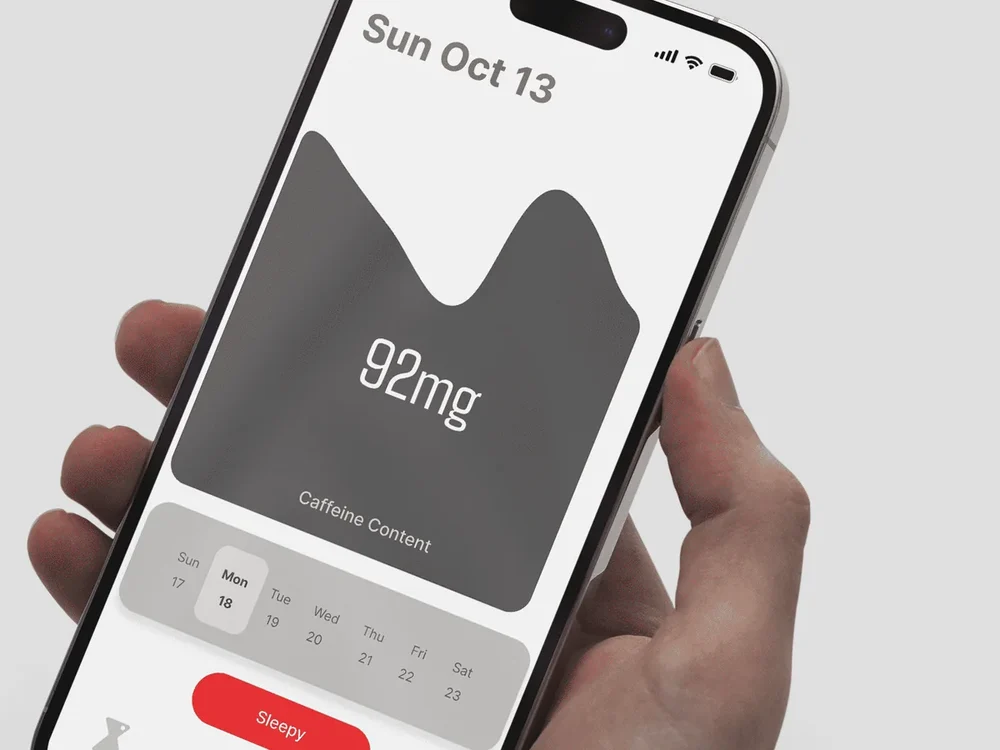 Sun Oct 13
92mg
Caffeine Content
Sun Mon Tue Wed Thu Fri Sat
17 18 19 20 21 22 23
Sleepy